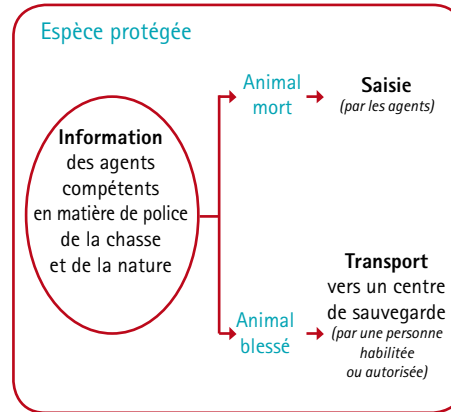 Espèce protégée
Information
des agents
compétents
en matière de police
de la chasse
et de la nature
Animal
mort
Saisie
(par les agents)
Animal
blessé
Transport
vers un centre
de sauvegarde
(par une personne
habilitée
ou autorisée)